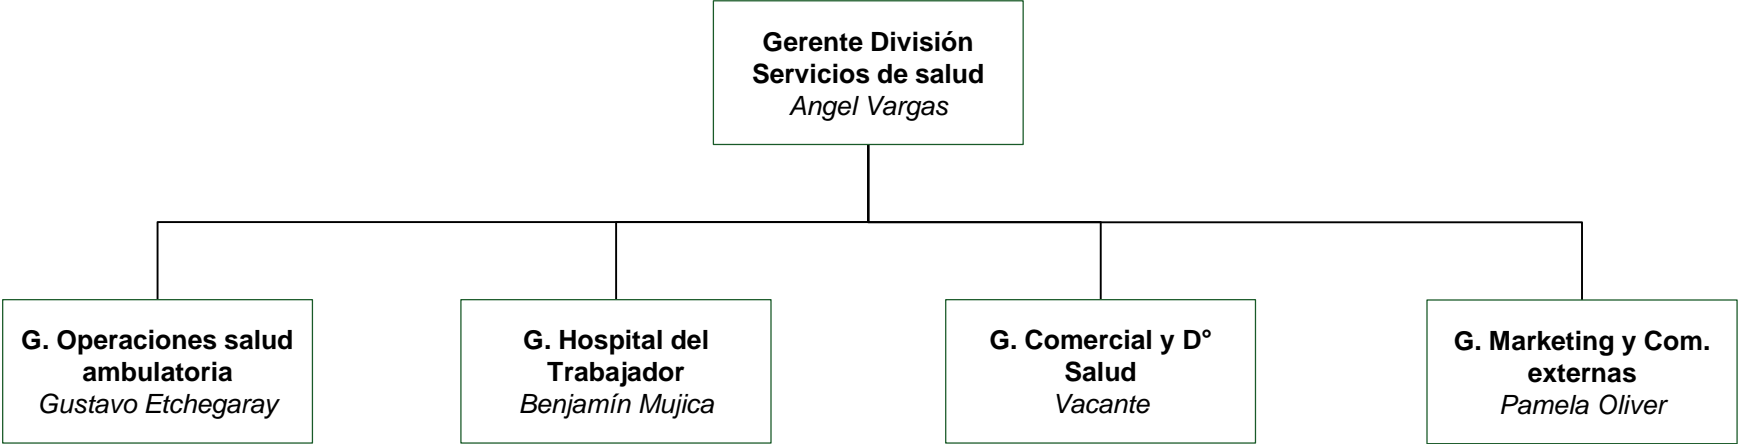 Gerente División
Servicios de salud
Angel Vargas
G. Operaciones salud
ambulatoria
Gustavo Etchegaray
G. Hospital del
Trabajador
Benjamín Mujica
G. Comercial y D°
Salud
Vacante
G. Marketing y Com.
externas
Pamela Oliver